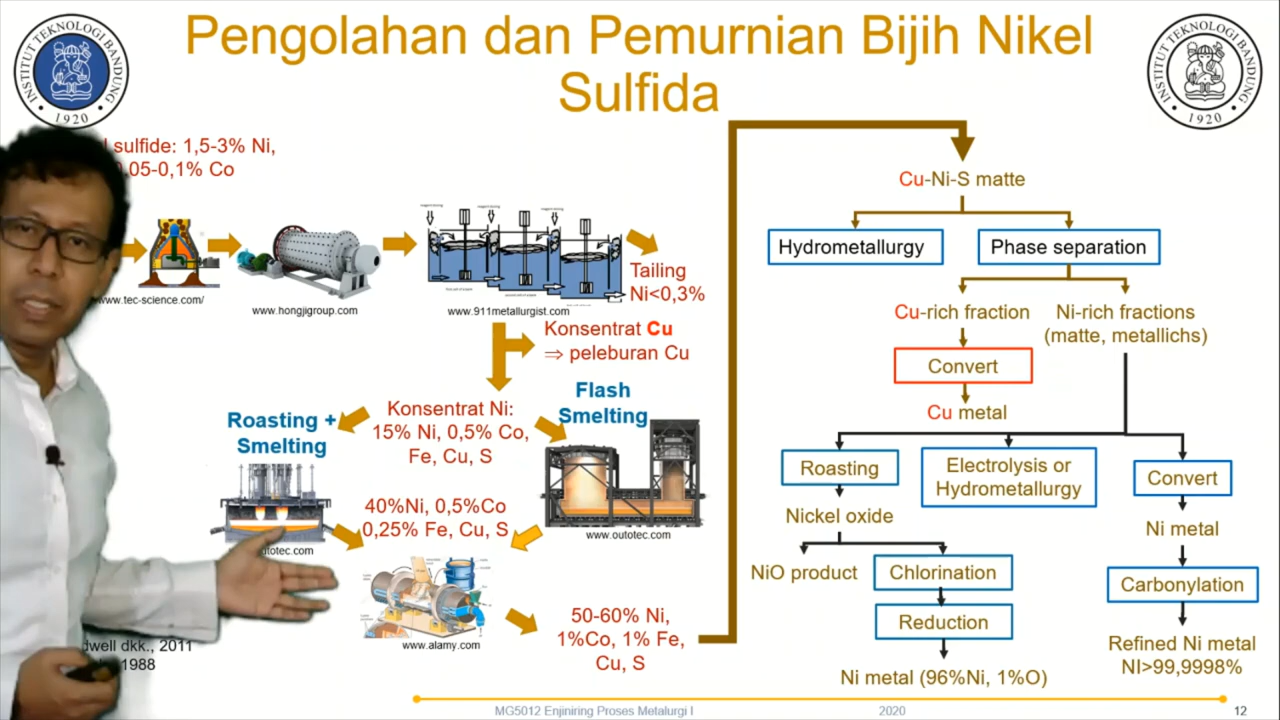 Pengolahan dan Pemurnian Bijih Nikel
Sulfida
INSTITUT TEKNOLOGI BANDUNG
1920
INSTITUT TEKNOLOGI BANDUNG
1920
sulfide: 1,5-3% Ni,
0,05-0,1% Co
www.tec-science.com/
www.hongjigroup.com
www.911metallurgist.com
Tailing
Ni<0,3%
Konsentrat Cu
⇒ peleburan Cu
Roasting +
Smelting
Konsentrat Ni:
15% Ni, 0,5% Co,
Fe, Cu, S
Flash
Smelting
40%Ni, 0,5%Co
0,25% Fe, Cu, S
www.outotec.com
www.alamy.com
50-60% Ni,
1%Co, 1% Fe,
Cu, S
dkk., 2011
1988
Cu-Ni-S matte
Hydrometallurgy
Phase separation
Cu-rich fraction
Ni-rich fractions
(matte, metallichs)
Convert
Cu metal
Roasting
Electrolysis or
Hydrometallurgy
Convert
Nickel oxide
Ni metal
NiO product
Chlorination
Carbonylation
Reduction
Refined Ni metal
NI>99,9998%
Ni metal (96%Ni, 1%O)
MG5012 Enjiniring Proses Metalurgi I
2020
12